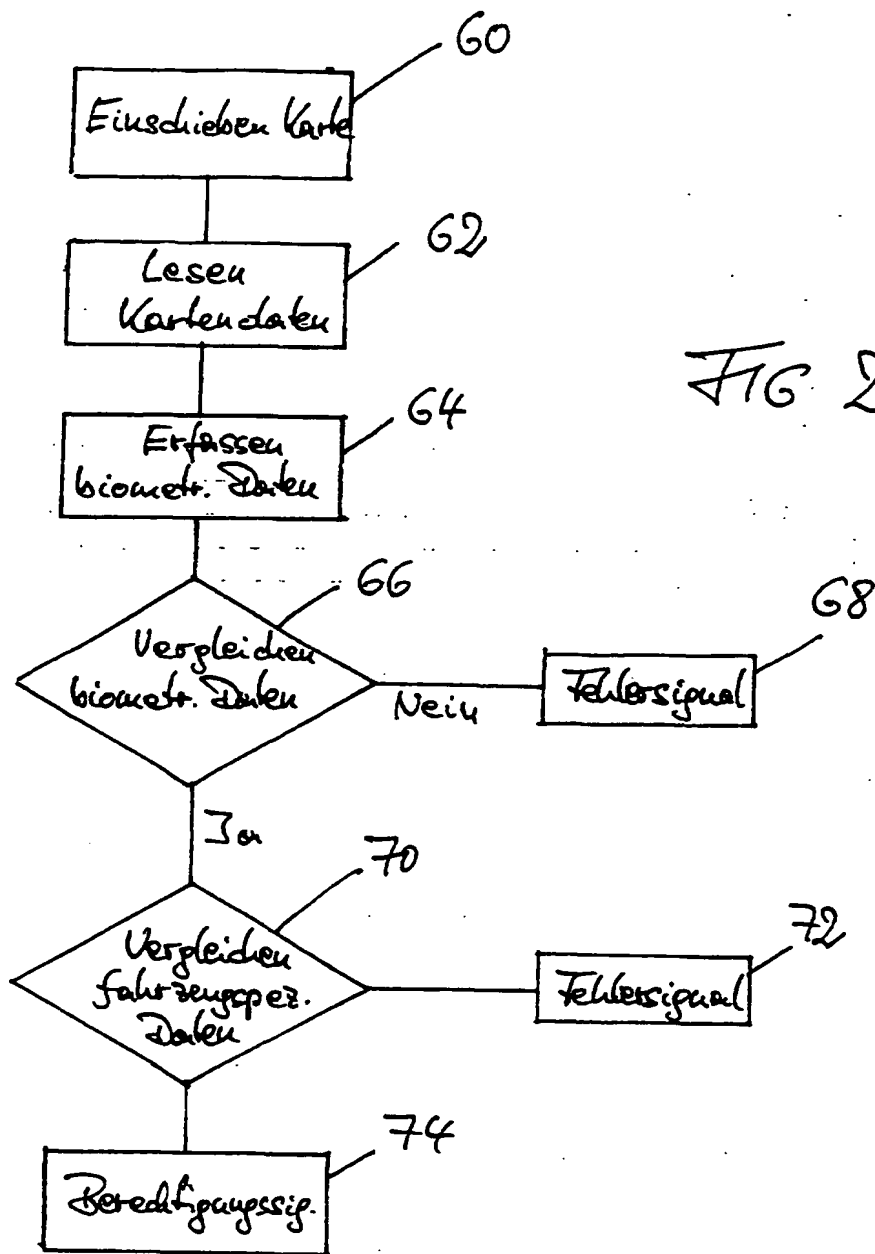 60
Einschieben Karte
62
Lesen
Kartendaten
FIG 2
64
Erfassen
biometr. Daten
66
68
Vergleichen
biometr. Daten
Nein
Fehlersignal
Ja
70
72
Vergleichen
fahrzeugspez.
Daten
Fehlersignal
74
Berechtigungssig.